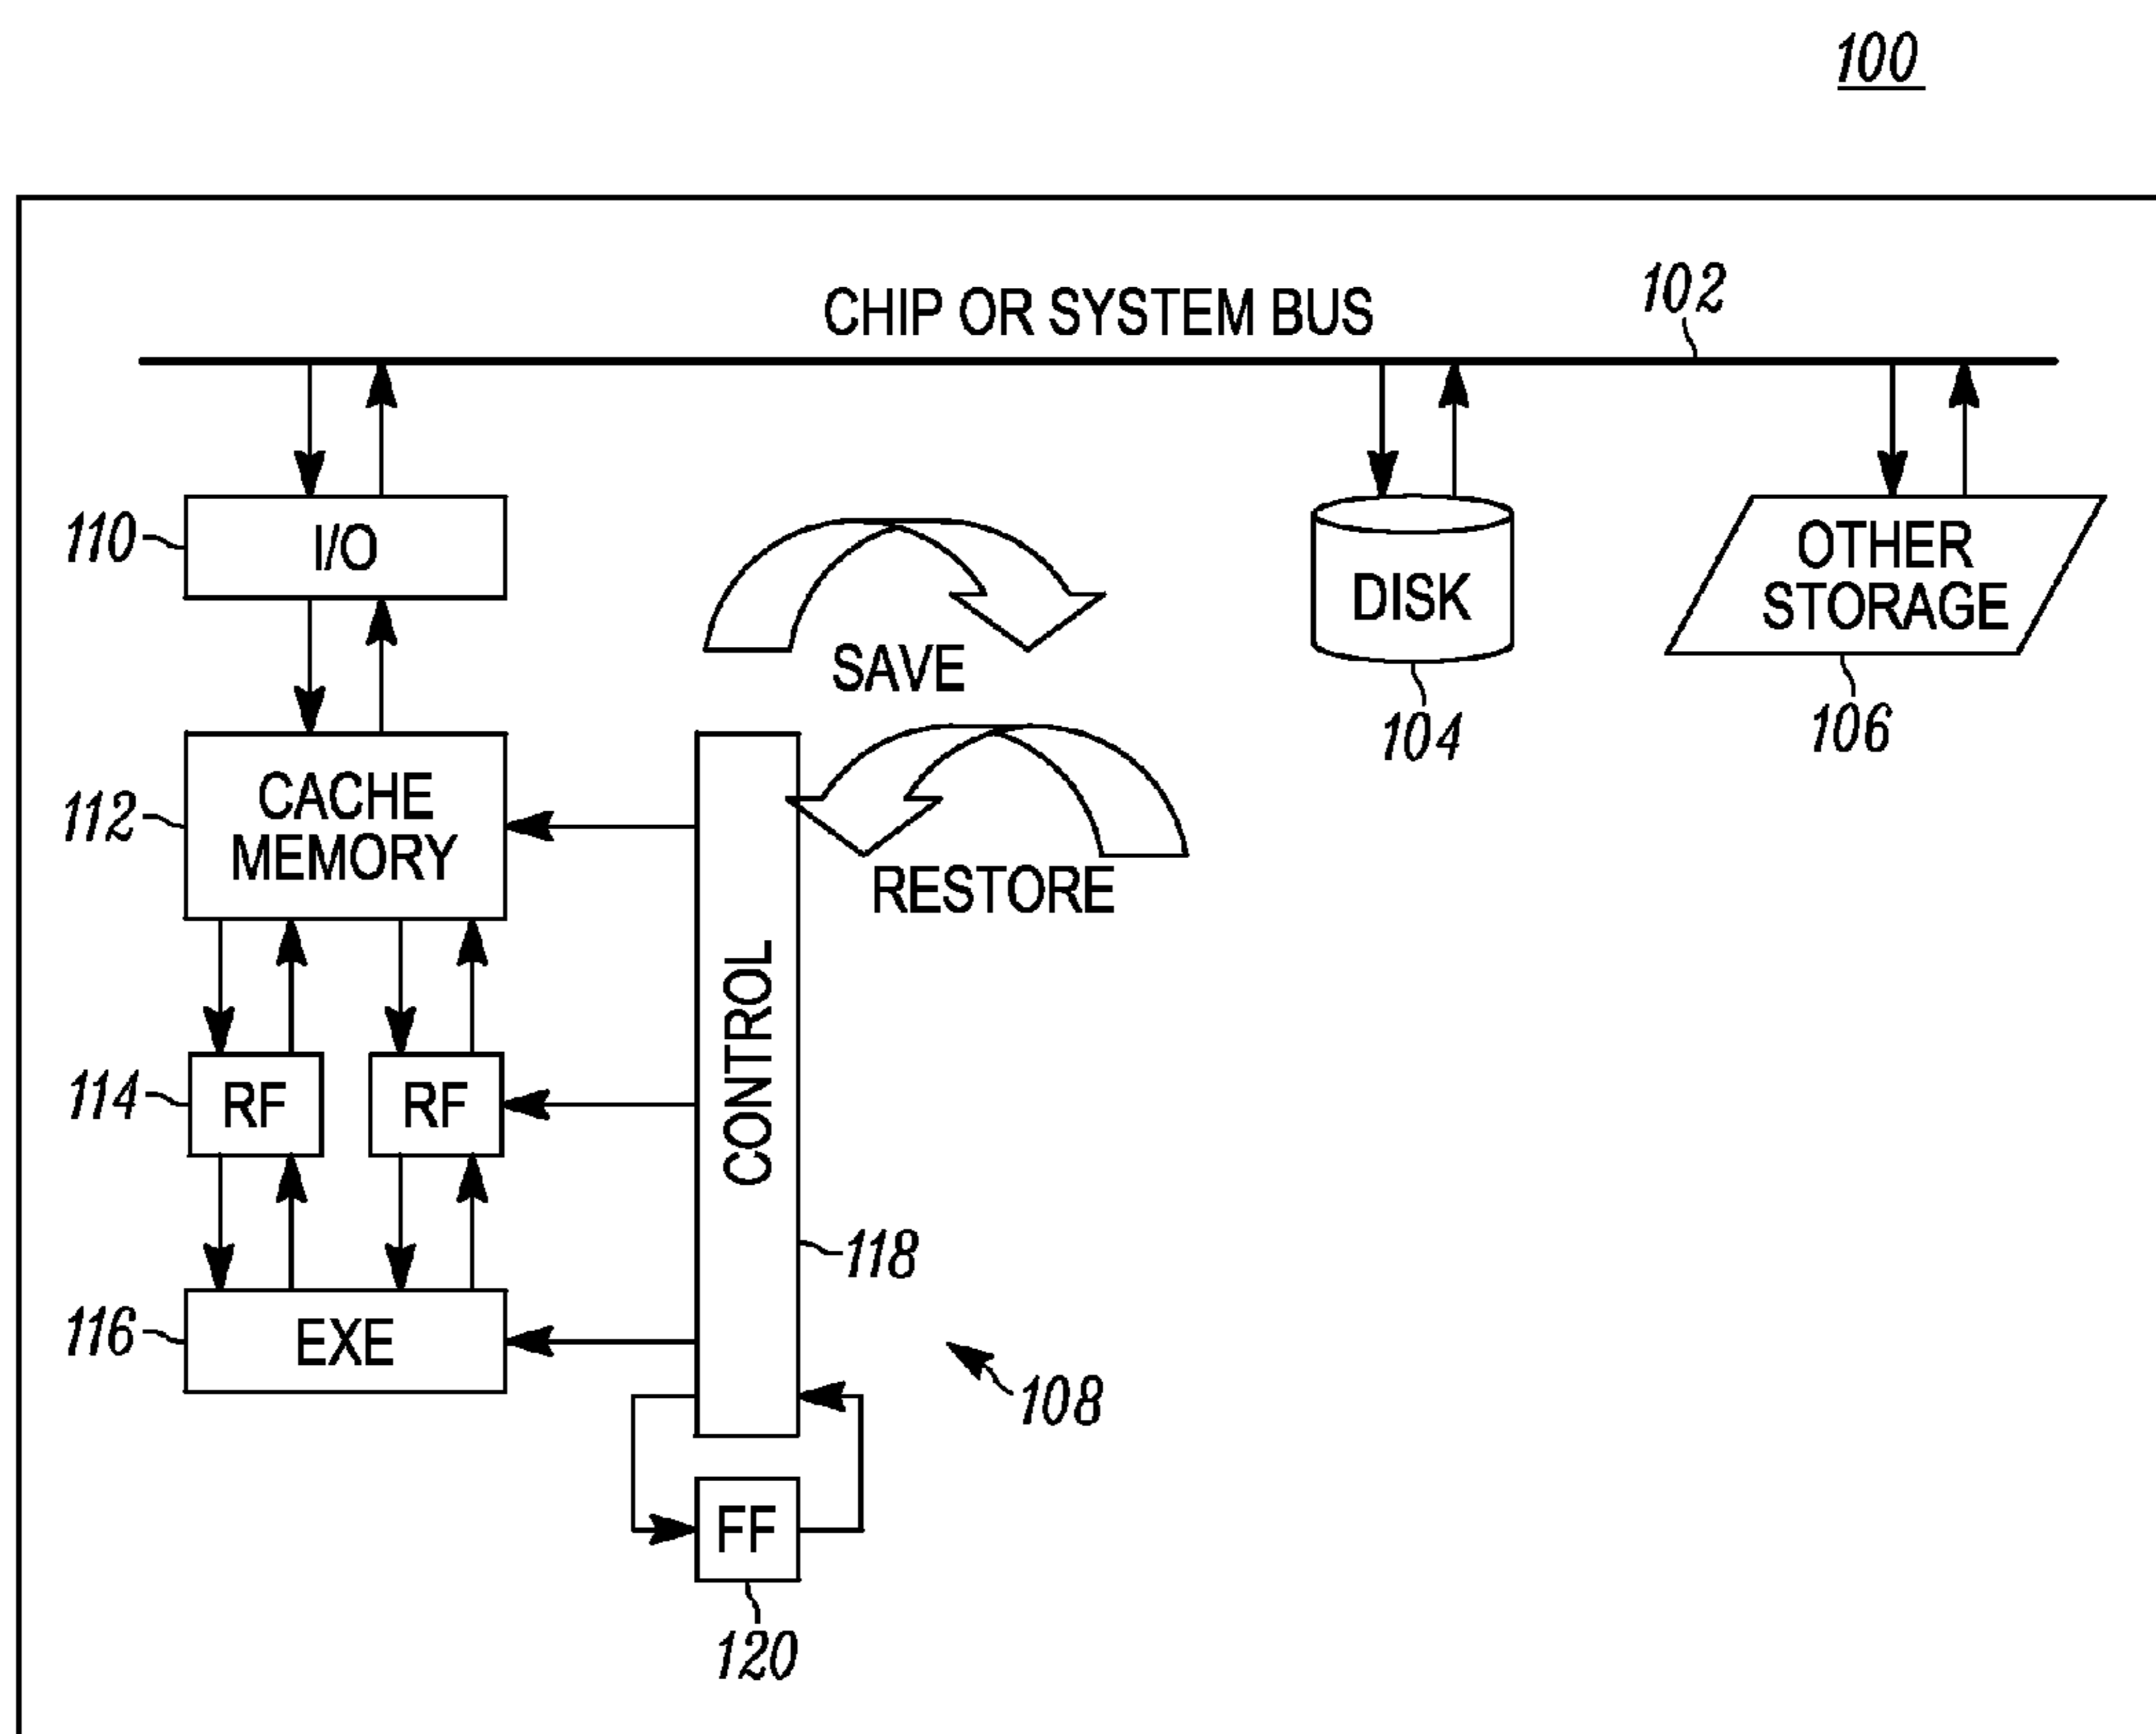 100
CHIP OR SYSTEM BUS
102
110
I/O
DISK
OTHER
STORAGE
SAVE
104
106
112
CACHE
MEMORY
RESTORE
CONTROL
114
RF
RF
118
116
EXE
108
FF
120